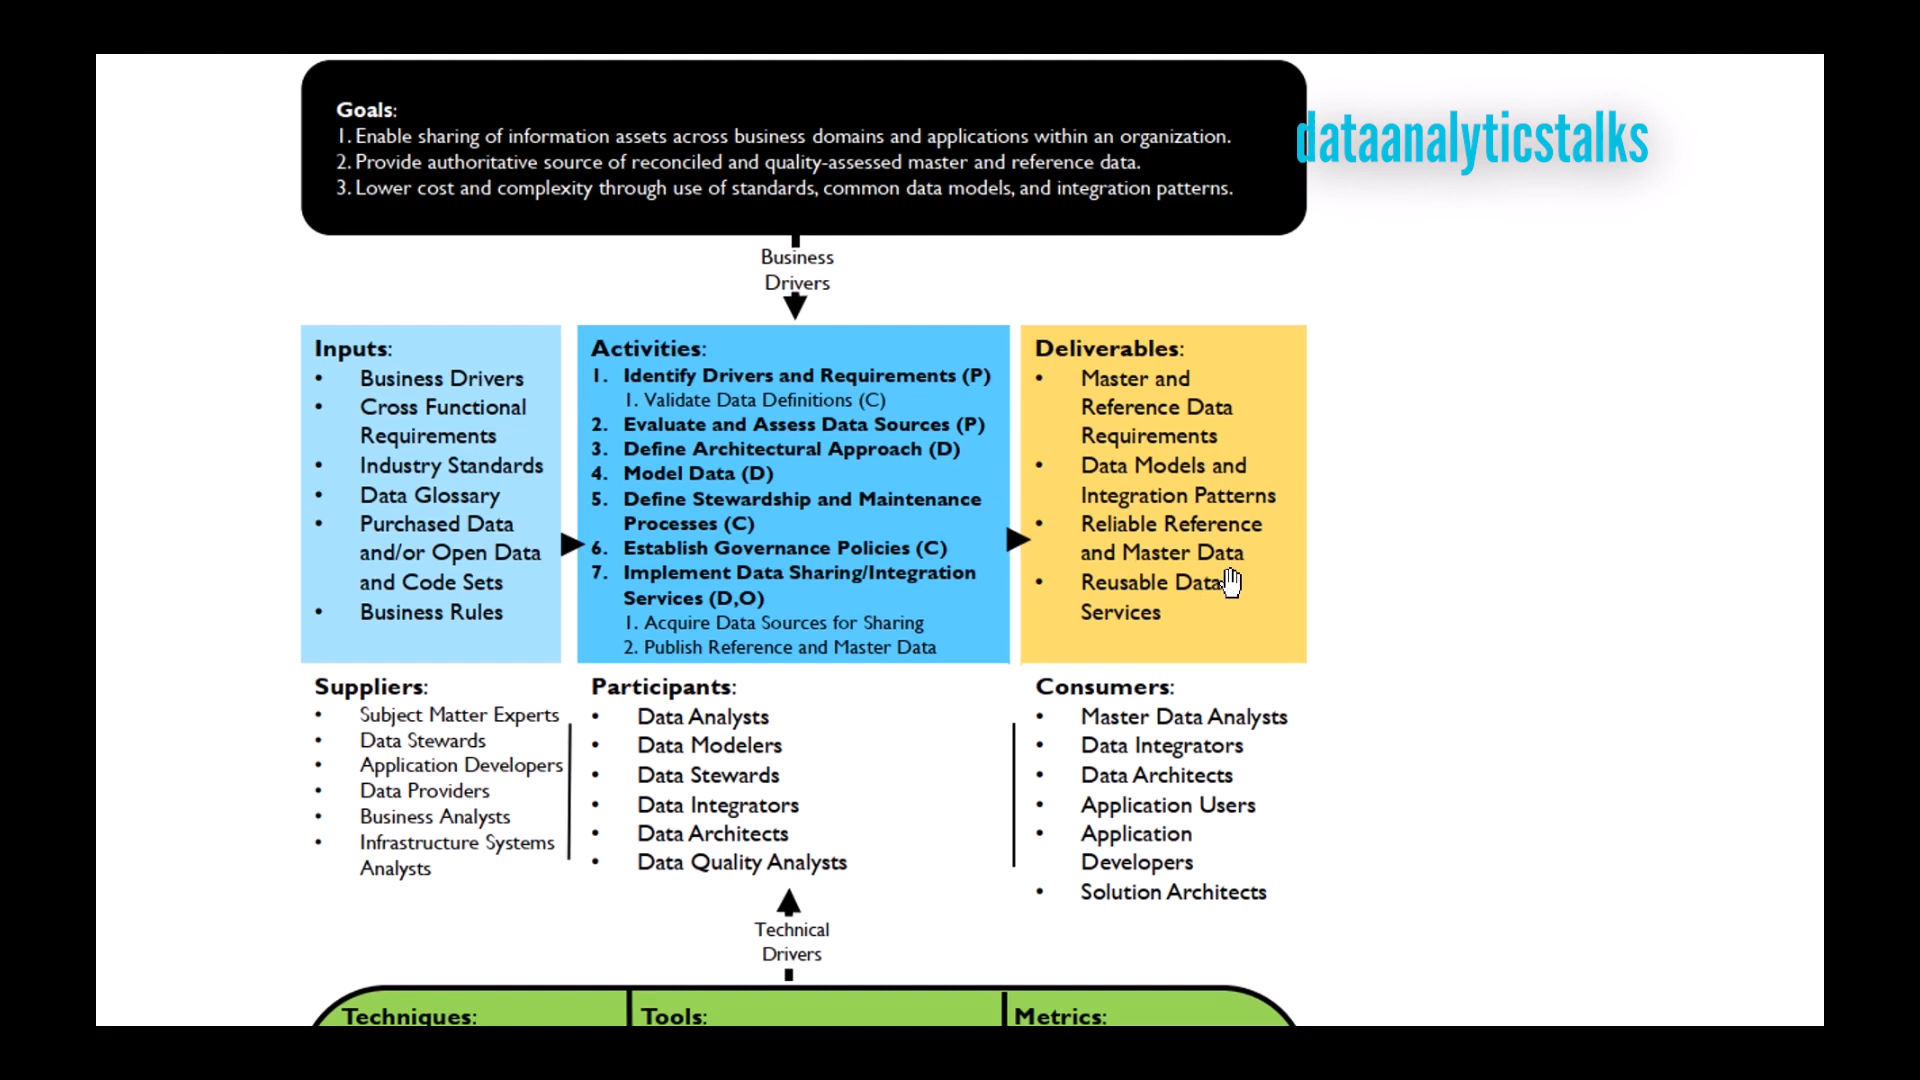 dataanalyticstalks
Goals:
1. Enable sharing of information assets across business domains and applications within an organization.
2. Provide authoritative source of reconciled and quality-assessed master and reference data.
3. Lower cost and complexity through use of standards, common data models, and integration patterns.
Business
Drivers
Inputs:
• Business Drivers
• Cross Functional
Requirements
• Industry Standards
• Data Glossary
• Purchased Data
and/or Open Data
and Code Sets
• Business Rules
Activities:
1. Identify Drivers and Requirements (P)
1. Validate Data Definitions (C)
2. Evaluate and Assess Data Sources (P)
3. Define Architectural Approach (D)
4. Model Data (D)
5. Define Stewardship and Maintenance
Processes (C)
6. Establish Governance Policies (C)
7. Implement Data Sharing/Integration
Services (D,O)
1. Acquire Data Sources for Sharing
2. Publish Reference and Master Data
Deliverables:
• Master and
Reference Data
Requirements
• Data Models and
Integration Patterns
• Reliable Reference
and Master Data
• Reusable Data
Services
Suppliers:
• Subject Matter Experts
• Data Stewards
• Application Developers
• Data Providers
• Business Analysts
• Infrastructure Systems
Analysts
Participants:
• Data Analysts
• Data Modelers
• Data Stewards
• Data Integrators
• Data Architects
• Data Quality Analysts
Consumers:
• Master Data Analysts
• Data Integrators
• Data Architects
• Application Users
• Application
Developers
• Solution Architects
Technical
Drivers
Techniques:
Tools:
Metrics: